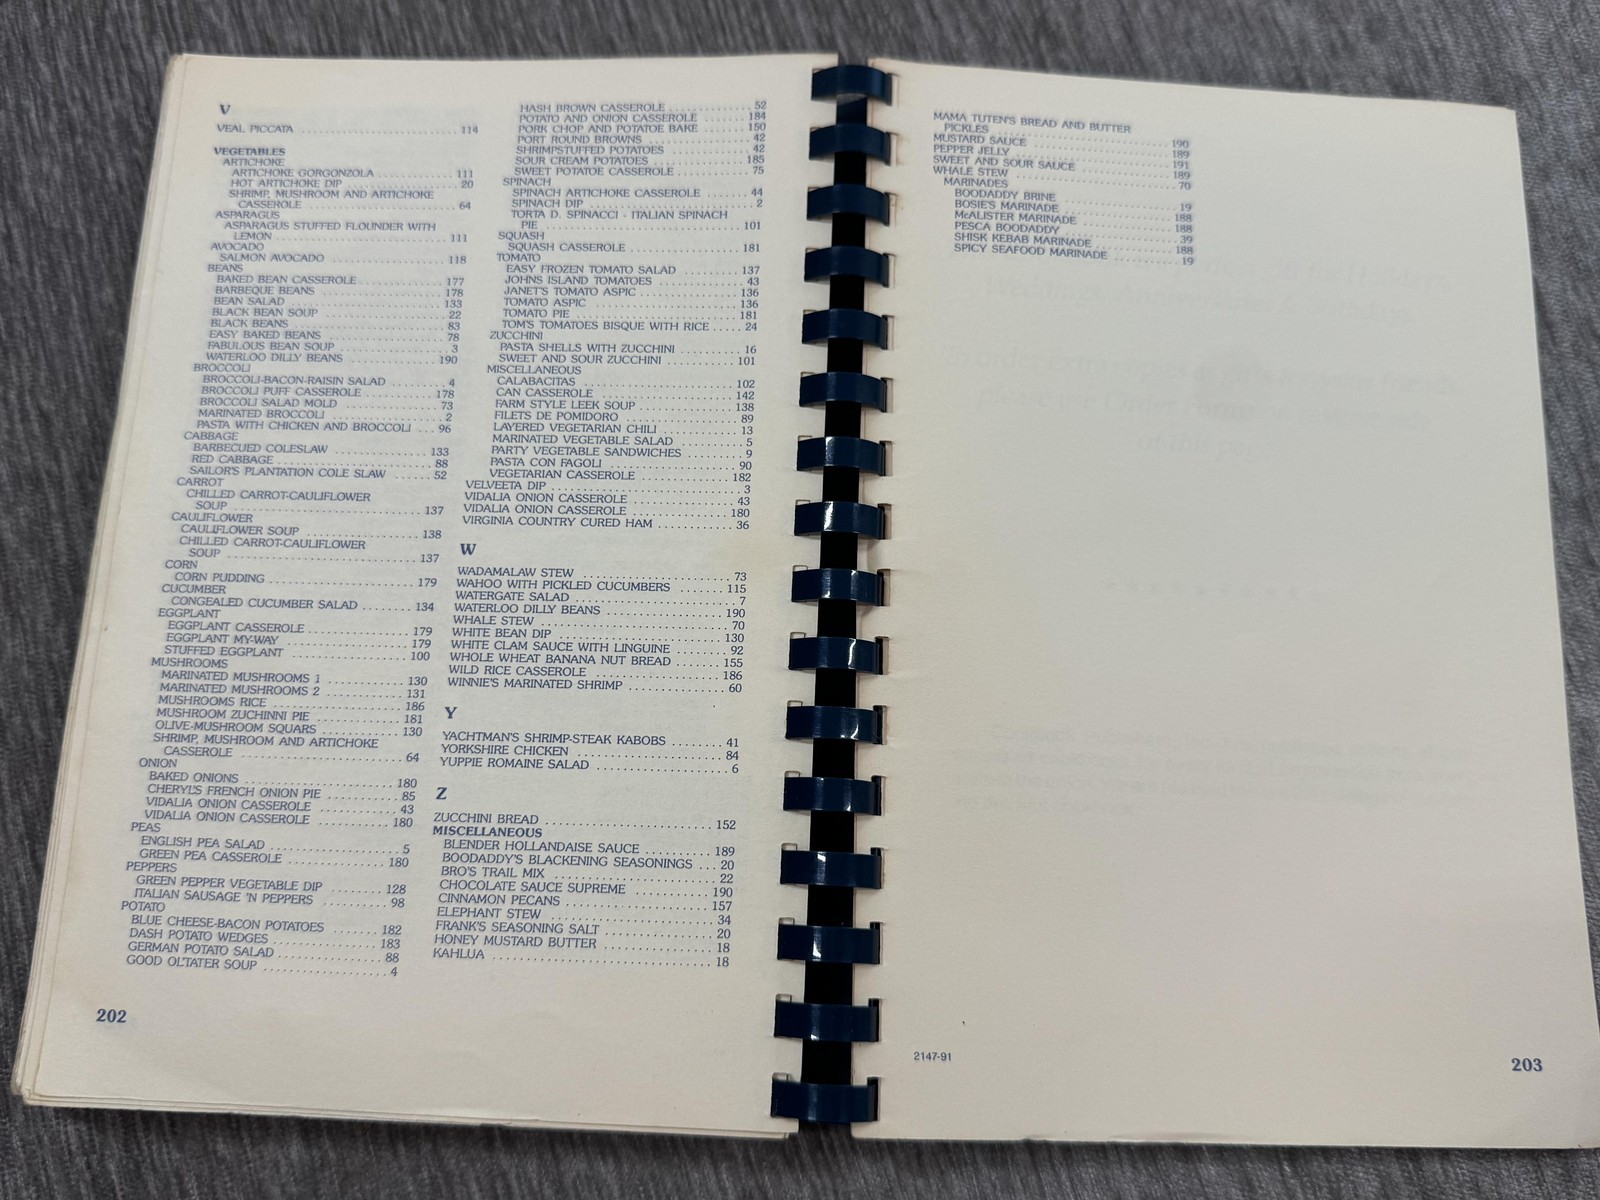 V
VEAL PICCATA 114
VEGETABLES
ARTICHOKE
ARTICHOKE GORGONZOLA 111
HOT ARTICHOKE DIP 20
SHRIMP, MUSHROOM AND ARTICHOKE
CASSEROLE 64
ASPARAGUS
ASPARAGUS STUFFED FLOUNDER WITH
LEMON 111
AVOCADO
SALMON AVOCADO 118
BEANS
BAKED BEAN CASSEROLE 177
BARBEQUE BEANS 178
BEAN SALAD 133
BLACK BEAN SOUP 22
BLACK BEANS 83
EASY BAKED BEANS 78
FABULOUS BEAN SOUP 3
WATERLOO DILLY BEANS 190
BROCCOLI
BROCCOLI-BACON-RAISIN SALAD 4
BROCCOLI PUFF CASSEROLE 178
BROCCOLI SALAD MOLD 73
MARINATED BROCCOLI 2
PASTA WITH CHICKEN AND BROCCOLI 96
CABBAGE
BARBECUED COLESLAW 133
RED CABBAGE 88
SAILOR'S PLANTATION COLE SLAW 52
CARROT
CHILLED CARROT-CAULIFLOWER
SOUP 137
CAULIFLOWER
CAULIFLOWER SOUP 138
CHILLED CARROT-CAULIFLOWER
SOUP 137
CORN
CORN PUDDING 179
CUCUMBER
CONGEALED CUCUMBER SALAD 134
EGGPLANT
EGGPLANT CASSEROLE 179
EGGPLANT MY-WAY 179
STUFFED EGGPLANT 100
MUSHROOMS
MARINATED MUSHROOMS 1 130
MARINATED MUSHROOMS 2 131
MUSHROOMS RICE 186
MUSHROOM ZUCHINNI PIE 181
OLIVE-MUSHROOM SQUARS 130
SHRIMP, MUSHROOM AND ARTICHOKE
CASSEROLE 64
ONION
BAKED ONIONS 180
CHERYL'S FRENCH ONION PIE 85
VIDALIA ONION CASSEROLE 43
VIDALIA ONION CASSEROLE 180
PEAS
ENGLISH PEA SALAD 5
GREEN PEA CASSEROLE 180
PEPPERS
GREEN PEPPER VEGETABLE DIP 128
ITALIAN SAUSAGE 'N PEPPERS 98
POTATO
BLUE CHEESE-BACON POTATOES 182
DASH POTATO WEDGES 183
GERMAN POTATO SALAD 88
GOOD OL'TATER SOUP 4
HASH BROWN CASSEROLE 52
POTATO AND ONION CASSEROLE 184
PORK CHOP AND POTATOE BAKE 150
PORT ROUND BROWNS 42
SHRIMPSTUFFED POTATOES 42
SOUR CREAM POTATOES 185
SWEET POTATOE CASSEROLE 75
SPINACH
SPINACH ARTICHOKE CASSEROLE 44
SPINACH DIP 2
TORTA D. SPINACCI - ITALIAN SPINACH
PIE 101
SQUASH
SQUASH CASSEROLE 181
TOMATO
EASY FROZEN TOMATO SALAD 137
JOHNS ISLAND TOMATOES 43
JANET'S TOMATO ASPIC 136
TOMATO ASPIC 136
TOMATO PIE 181
TOM'S TOMATOES BISQUE WITH RICE 24
ZUCCHINI
PASTA SHELLS WITH ZUCCHINI 16
SWEET AND SOUR ZUCCHINI 101
MISCELLANEOUS
CALABACITAS 102
CAN CASSEROLE 142
FARM STYLE LEEK SOUP 138
FILETS DE POMIDORO 89
LAYERED VEGETARIAN CHILI 13
MARINATED VEGETABLE SALAD 5
PARTY VEGETABLE SANDWICHES 9
PASTA CON FAGOLI 90
VEGETARIAN CASSEROLE 182
VELVEETA DIP 3
VIDALIA ONION CASSEROLE 43
VIDALIA ONION CASSEROLE 180
VIRGINIA COUNTRY CURED HAM 36
W
WADAMALAW STEW 73
WAHOO WITH PICKLED CUCUMBERS 115
WATERGATE SALAD 7
WATERLOO DILLY BEANS 190
WHALE STEW 70
WHITE BEAN DIP 130
WHITE CLAM SAUCE WITH LINGUINE 92
WHOLE WHEAT BANANA NUT BREAD 155
WILD RICE CASSEROLE 186
WINNIE'S MARINATED SHRIMP 60
Y
YACHTMAN'S SHRIMP-STEAK KABOBS 41
YORKSHIRE CHICKEN 84
YUPPIE ROMAINE SALAD 6
Z
ZUCCHINI BREAD 152
MISCELLANEOUS
BLENDER HOLLANDAISE SAUCE 189
BOODADDY'S BLACKENING SEASONINGS 20
BRO'S TRAIL MIX 22
CHOCOLATE SAUCE SUPREME 190
CINNAMON PECANS 157
ELEPHANT STEW 34
FRANK'S SEASONING SALT 20
HONEY MUSTARD BUTTER 18
KAHLUA 18
202
MAMA TUTEN'S BREAD AND BUTTER
PICKLES 190
MUSTARD SAUCE 189
PEPPER JELLY 191
SWEET AND SOUR SAUCE 189
WHALE STEW 70
MARINADES
BOODADDY BRINE 19
BOSIE'S MARINADE 188
McALISTER MARINADE 188
PESCA BOODADDY 39
SHISK KEBAB MARINADE 188
SPICY SEAFOOD MARINADE 19
2147-91
203